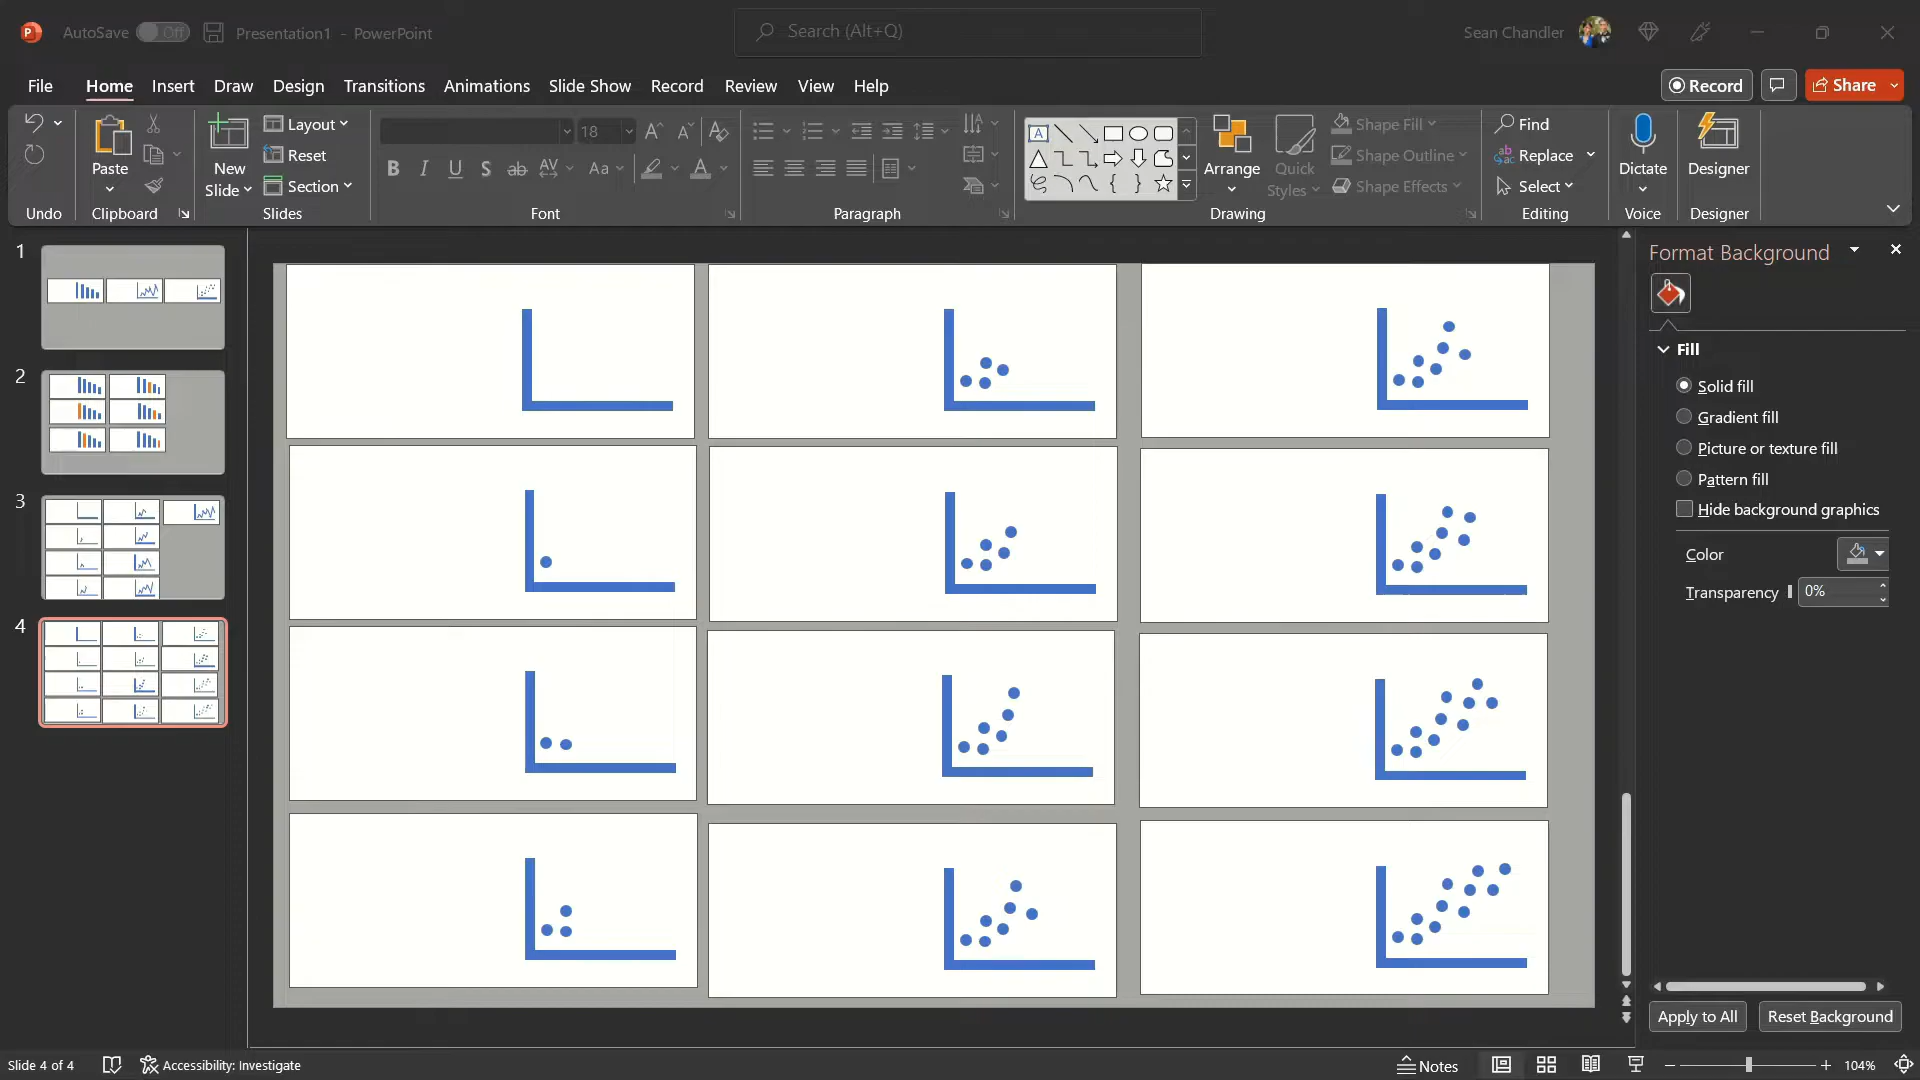 AutoSave Off Presentation1 - PowerPoint Search (Alt+Q) Sean Chandler
File Home Insert Draw Design Transitions Animations Slide Show Record Review View Help Record Share
Paste
New
Slide
Layout
Reset
Section
18
B I U S ab AV Aa A
Arrange
Quick
Styles
Shape Fill
Shape Outline
Shape Effects
Find
Replace
Select
Dictate
Designer
Undo Clipboard Slides Font Paragraph Drawing Editing Voice Designer
1
2
3
4
Format Background
Fill
Solid fill
Gradient fill
Picture or texture fill
Pattern fill
Hide background graphics
Color
Transparency 0%
Apply to All Reset Background
Slide 4 of 4 Accessibility: Investigate Notes 104%